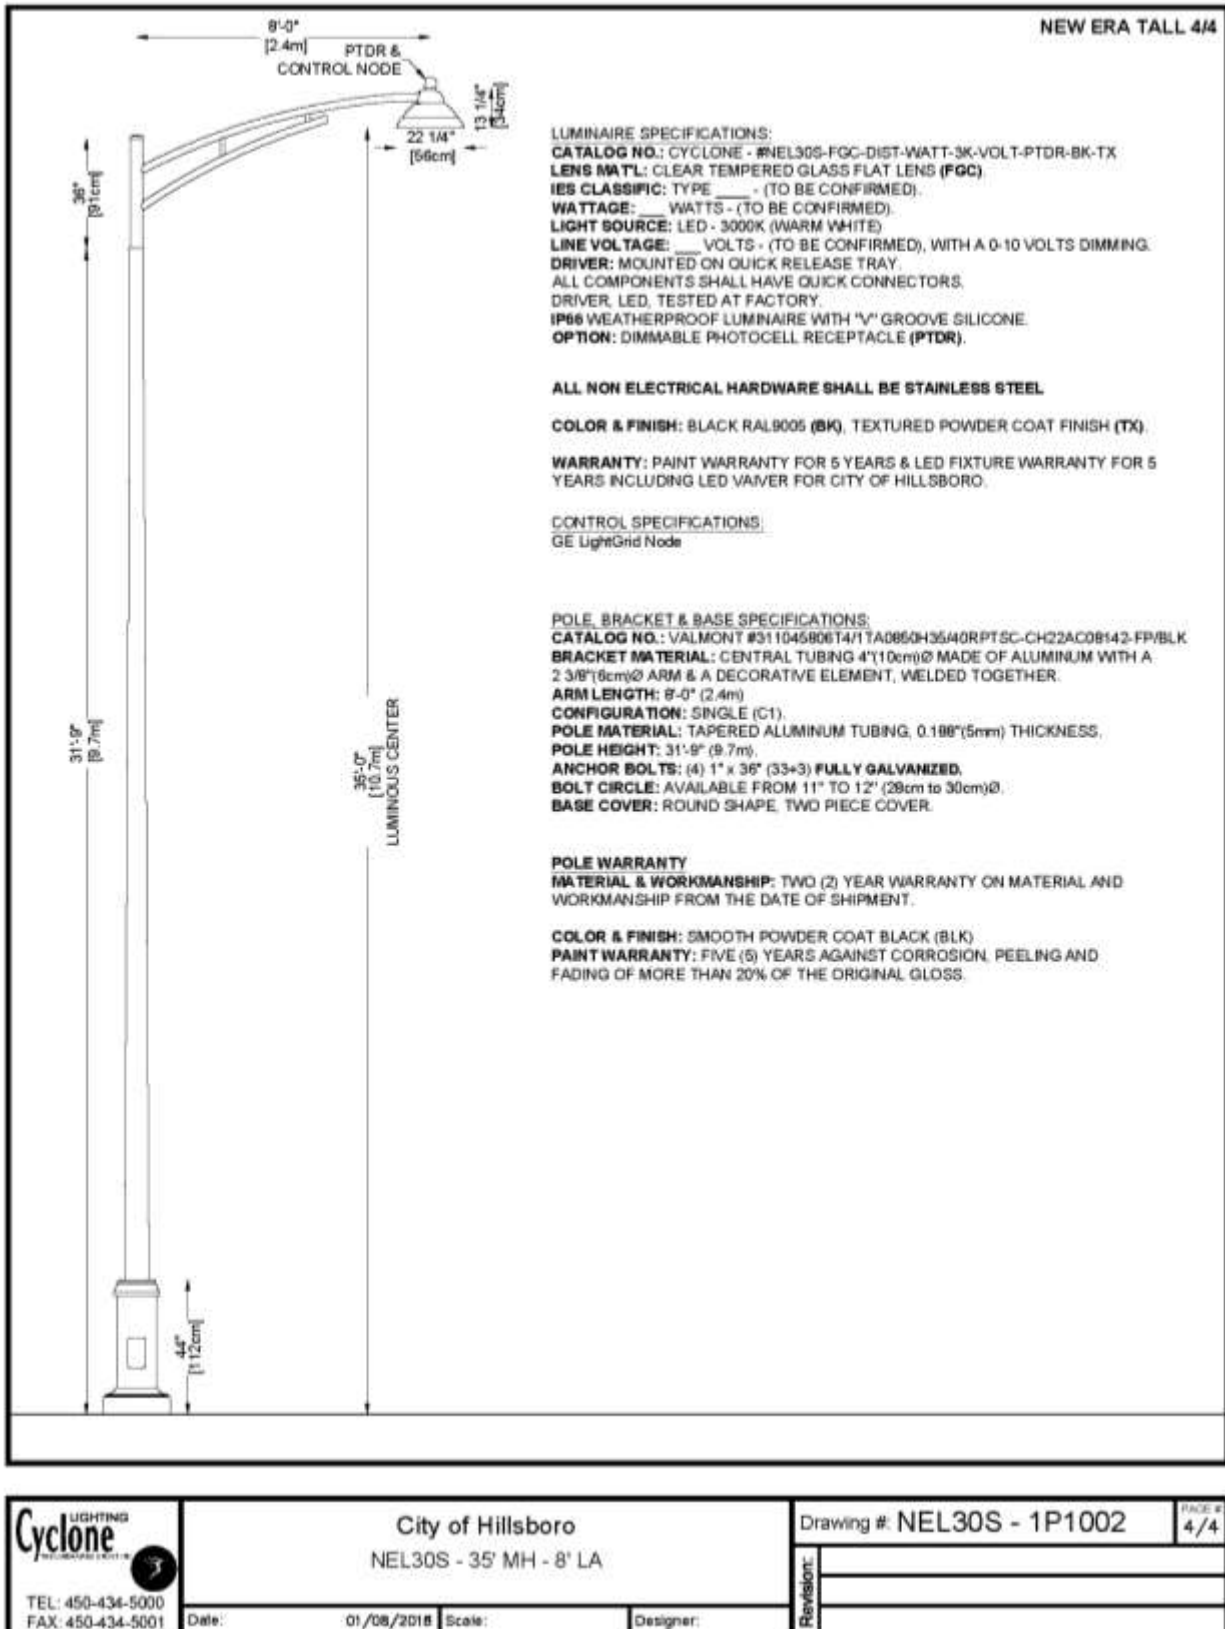 NEW ERA TALL 4/4
8'-0"
[2.4m]
PTDR &
CONTROL NODE
13 1/4"
[34cm]
22 1/4"
[56cm]
36"
[91cm]
31'-9"
[9.7m]
35'-0"
[10.7m]
LUMINOUS CENTER
44"
[112cm]
LUMINAIRE SPECIFICATIONS:
CATALOG NO.: CYCLONE - #NEL30S-FGC-DIST-WATT-3K-VOLT-PTDR-BK-TX
LENS MAT'L: CLEAR TEMPERED GLASS FLAT LENS (FGC)
IES CLASSIFIC: TYPE ____ - (TO BE CONFIRMED).
WATTAGE: ___ WATTS - (TO BE CONFIRMED).
LIGHT SOURCE: LED - 3000K (WARM WHITE)
LINE VOLTAGE: ___ VOLTS - (TO BE CONFIRMED), WITH A 0-10 VOLTS DIMMING.
DRIVER: MOUNTED ON QUICK RELEASE TRAY.
ALL COMPONENTS SHALL HAVE QUICK CONNECTORS.
DRIVER, LED, TESTED AT FACTORY.
IP66 WEATHERPROOF LUMINAIRE WITH "V" GROOVE SILICONE.
OPTION: DIMMABLE PHOTOCELL RECEPTACLE (PTDR).
ALL NON ELECTRICAL HARDWARE SHALL BE STAINLESS STEEL
COLOR & FINISH: BLACK RAL9005 (BK), TEXTURED POWDER COAT FINISH (TX).
WARRANTY: PAINT WARRANTY FOR 5 YEARS & LED FIXTURE WARRANTY FOR 5
YEARS INCLUDING LED VAIVER FOR CITY OF HILLSBORO.
CONTROL SPECIFICATIONS:
GE LightGrid Node
POLE, BRACKET & BASE SPECIFICATIONS:
CATALOG NO.: VALMONT #311045806T4/1TA0850H35/40RPTSC-CH22AC08142-FP/BLK
BRACKET MATERIAL: CENTRAL TUBING 4"(10cm)Ø MADE OF ALUMINUM WITH A
2 3/8"(6cm)Ø ARM & A DECORATIVE ELEMENT, WELDED TOGETHER.
ARM LENGTH: 8'-0" (2.4m)
CONFIGURATION: SINGLE (C1).
POLE MATERIAL: TAPERED ALUMINUM TUBING, 0.188"(5mm) THICKNESS.
POLE HEIGHT: 31'-9" (9.7m).
ANCHOR BOLTS: (4) 1" x 36" (33+3) FULLY GALVANIZED.
BOLT CIRCLE: AVAILABLE FROM 11" TO 12" (28cm to 30cm)Ø.
BASE COVER: ROUND SHAPE, TWO PIECE COVER.
POLE WARRANTY
MATERIAL & WORKMANSHIP: TWO (2) YEAR WARRANTY ON MATERIAL AND
WORKMANSHIP FROM THE DATE OF SHIPMENT.
COLOR & FINISH: SMOOTH POWDER COAT BLACK (BLK)
PAINT WARRANTY: FIVE (5) YEARS AGAINST CORROSION, PEELING AND
FADING OF MORE THAN 20% OF THE ORIGINAL GLOSS.
Cyclone LIGHTING
TEL: 450-434-5000
FAX: 450-434-5001
City of Hillsboro
NEL30S - 35' MH - 8' LA
Date: 01/08/2018
Scale:
Designer:
Drawing #: NEL30S - 1P1002
PAGE #
4/4
Revision: